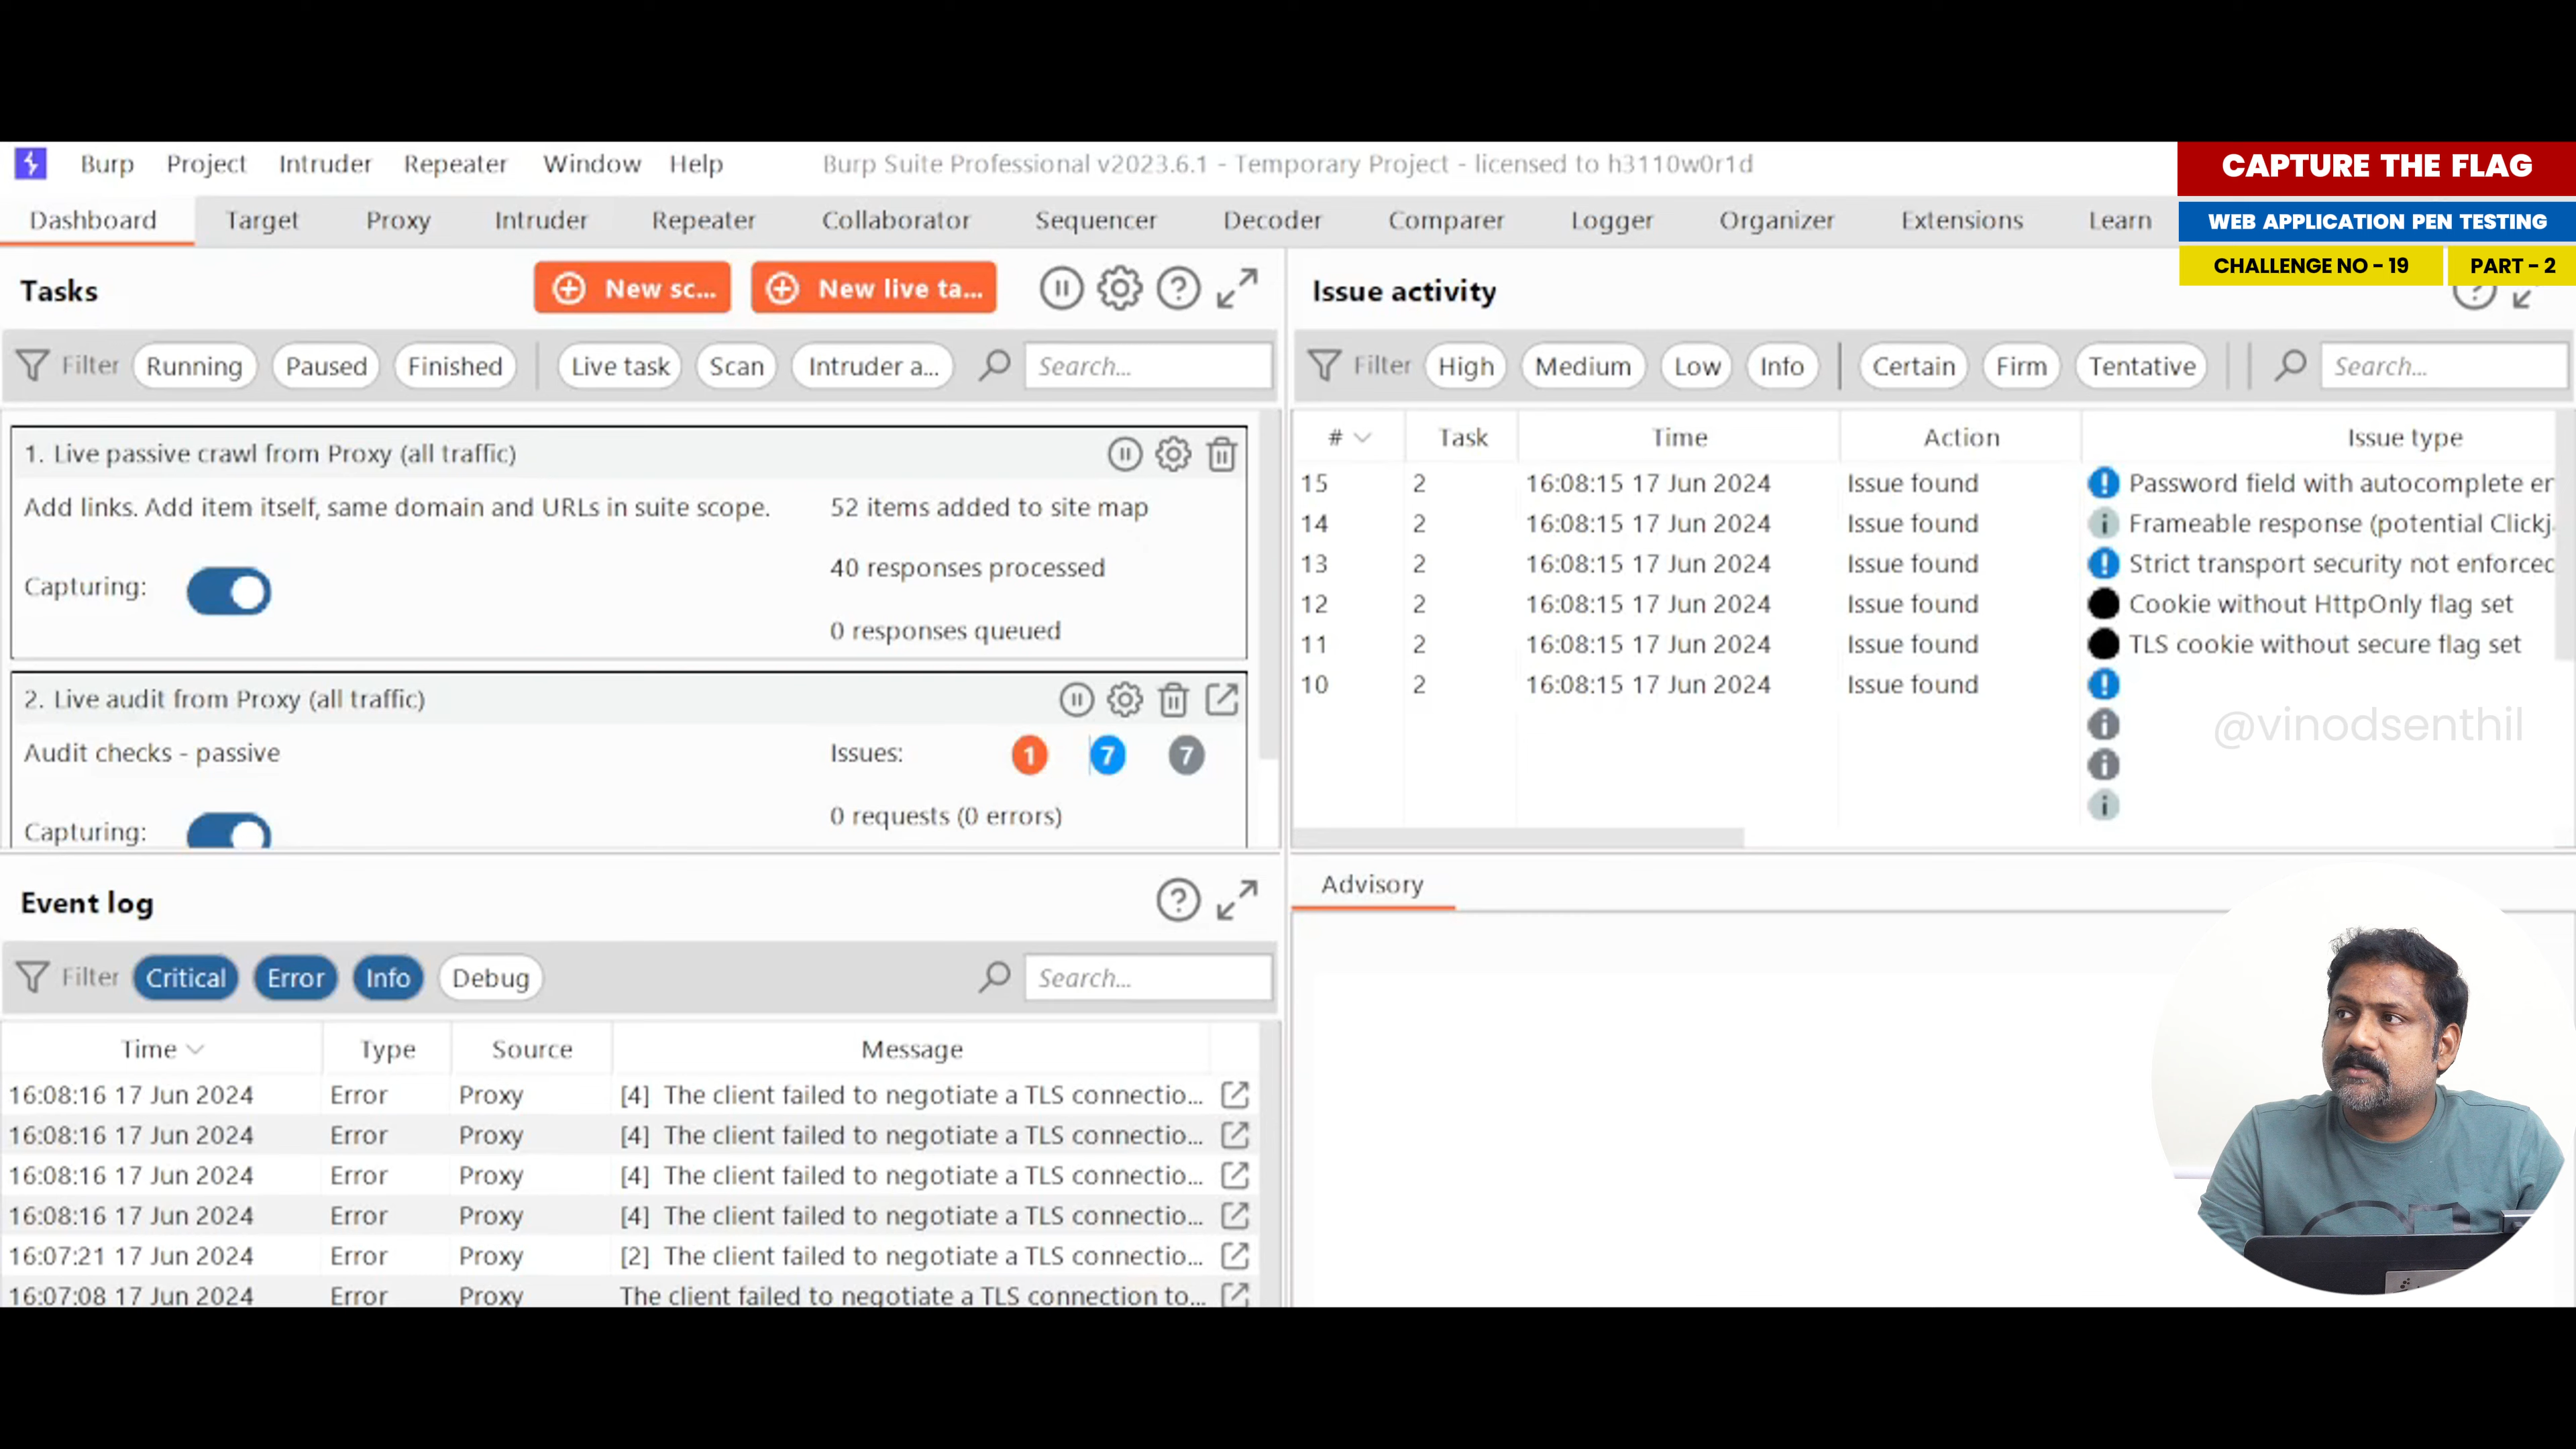 Burp Project Intruder Repeater Window Help Burp Suite Professional v2023.6.1 - Temporary Project - licensed to h3110w0r1d
CAPTURE THE FLAG
Dashboard Target Proxy Intruder Repeater Collaborator Sequencer Decoder Comparer Logger Organizer Extensions Learn
WEB APPLICATION PEN TESTING
CHALLENGE NO - 19 PART - 2
Tasks New sc... New live ta...
Filter Running Paused Finished Live task Scan Intruder a... Search...
1. Live passive crawl from Proxy (all traffic)
Add links. Add item itself, same domain and URLs in suite scope. 52 items added to site map
40 responses processed
Capturing:
0 responses queued
2. Live audit from Proxy (all traffic)
Audit checks - passive Issues: 1 7 7
0 requests (0 errors)
Capturing:
Issue activity
Filter High Medium Low Info Certain Firm Tentative Search...
# Task Time Action Issue type
15 2 16:08:15 17 Jun 2024 Issue found Password field with autocomplete er
14 2 16:08:15 17 Jun 2024 Issue found Frameable response (potential Clickj
13 2 16:08:15 17 Jun 2024 Issue found Strict transport security not enforced
12 2 16:08:15 17 Jun 2024 Issue found Cookie without HttpOnly flag set
11 2 16:08:15 17 Jun 2024 Issue found TLS cookie without secure flag set
10 2 16:08:15 17 Jun 2024 Issue found
@vinodsenthil
Event log
Filter Critical Error Info Debug Search...
Time Type Source Message
16:08:16 17 Jun 2024 Error Proxy [4] The client failed to negotiate a TLS connectio...
16:08:16 17 Jun 2024 Error Proxy [4] The client failed to negotiate a TLS connectio...
16:08:16 17 Jun 2024 Error Proxy [4] The client failed to negotiate a TLS connectio...
16:08:16 17 Jun 2024 Error Proxy [4] The client failed to negotiate a TLS connectio...
16:07:21 17 Jun 2024 Error Proxy [2] The client failed to negotiate a TLS connectio...
16:07:08 17 Jun 2024 Error Proxy The client failed to negotiate a TLS connection to...
Advisory